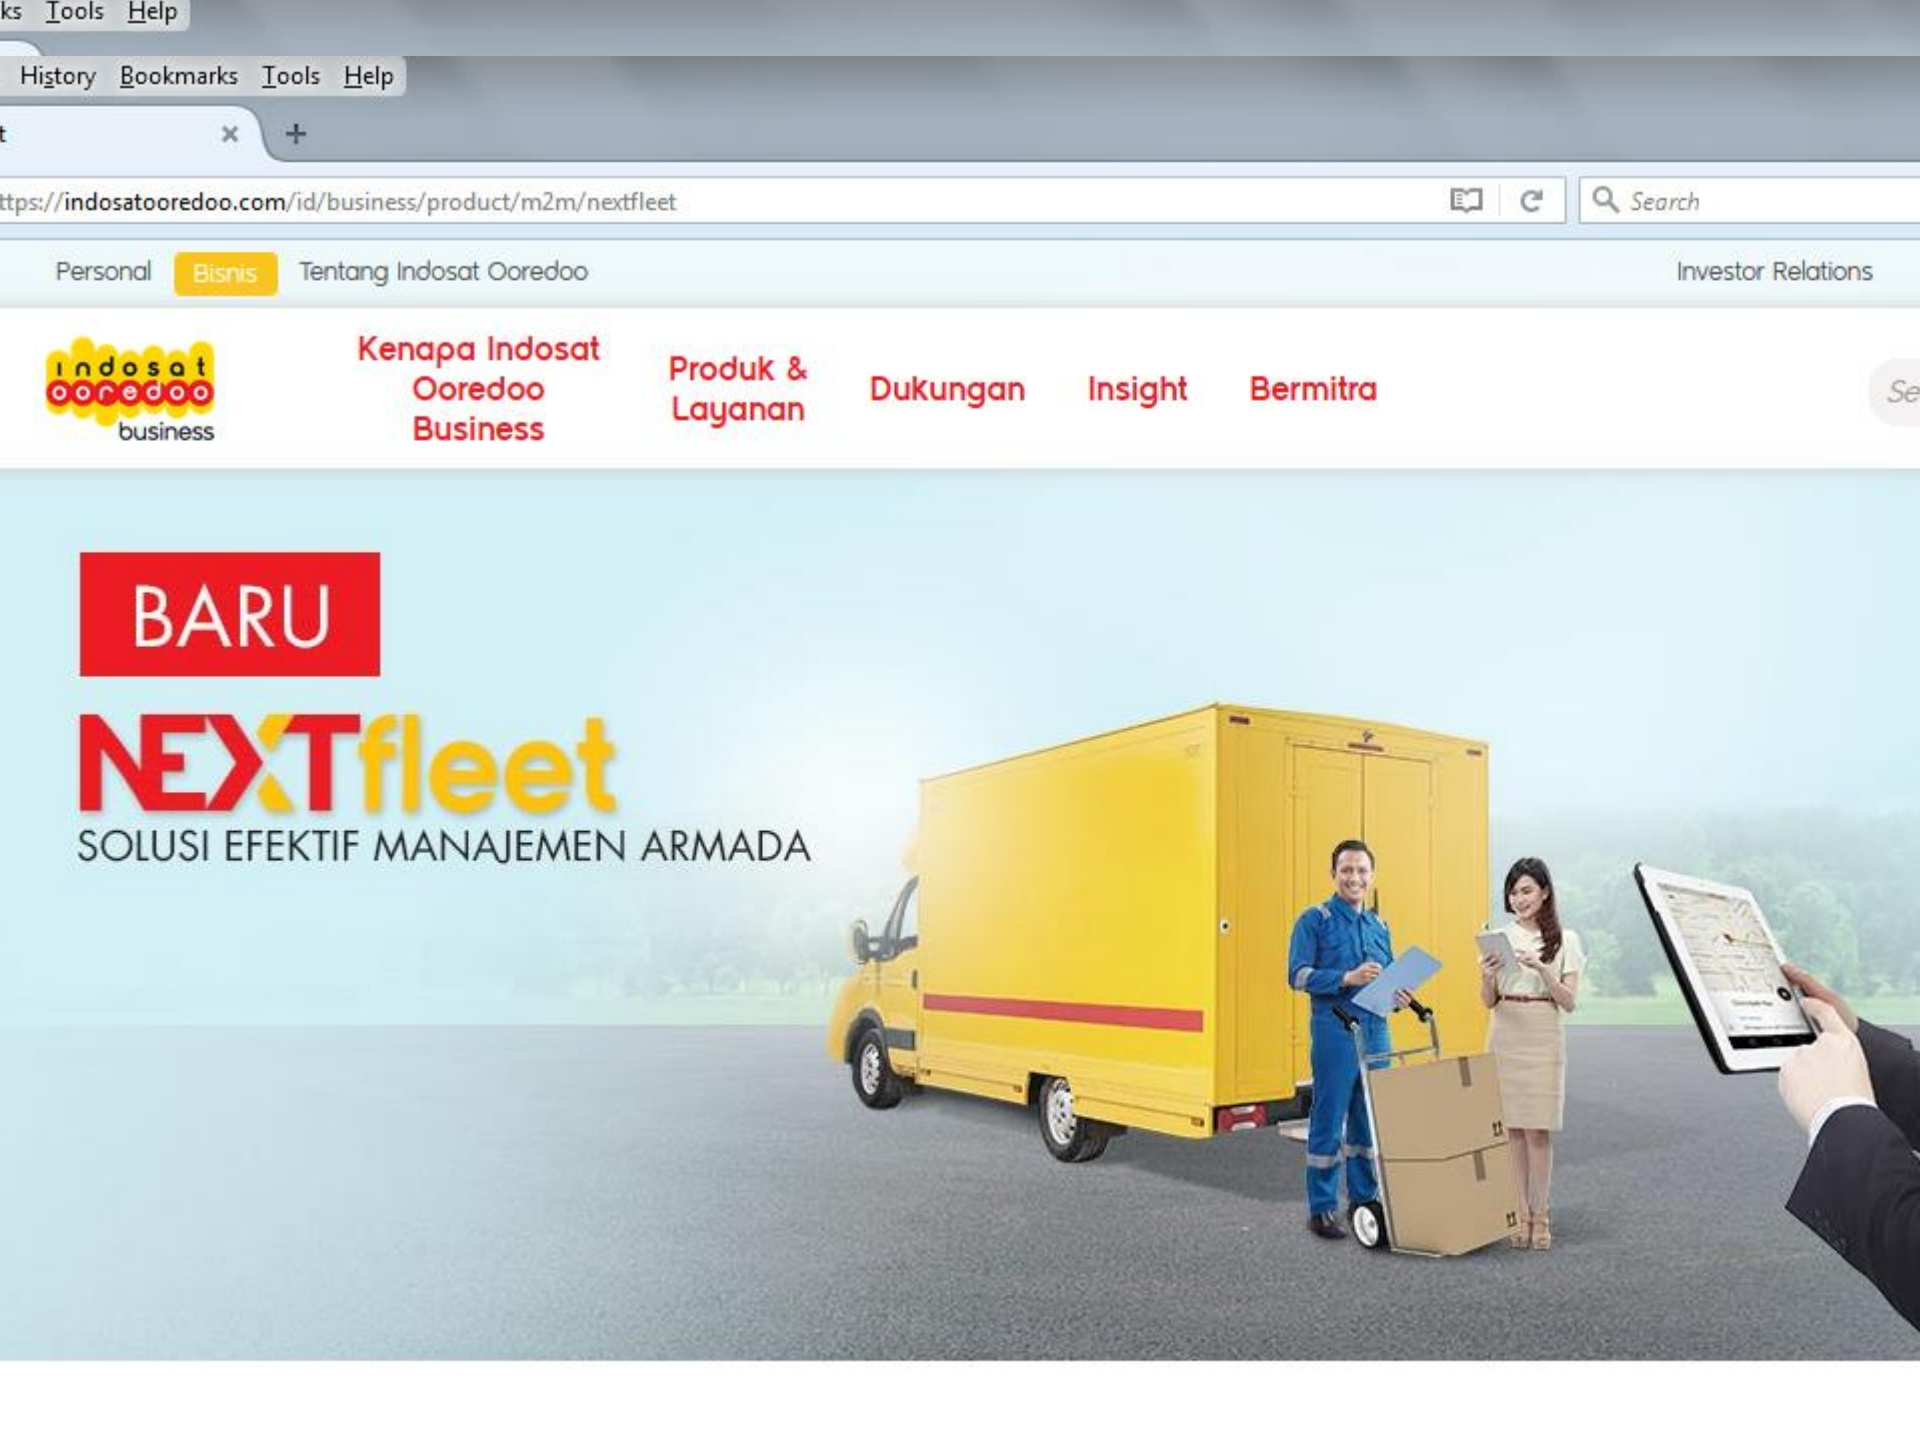 ks Tools Help
History Bookmarks Tools Help
t
ttps://indosatooredoo.com/id/business/product/m2m/nextfleet
Search
Personal Bisnis Tentang Indosat Ooredoo Investor Relations
indosat
ooredoo
business
Kenapa Indosat
Ooredoo
Business
Produk &
Layanan
Dukungan
Insight
Bermitra
Se
BARU
NEXTfleet
SOLUSI EFEKTIF MANAJEMEN ARMADA